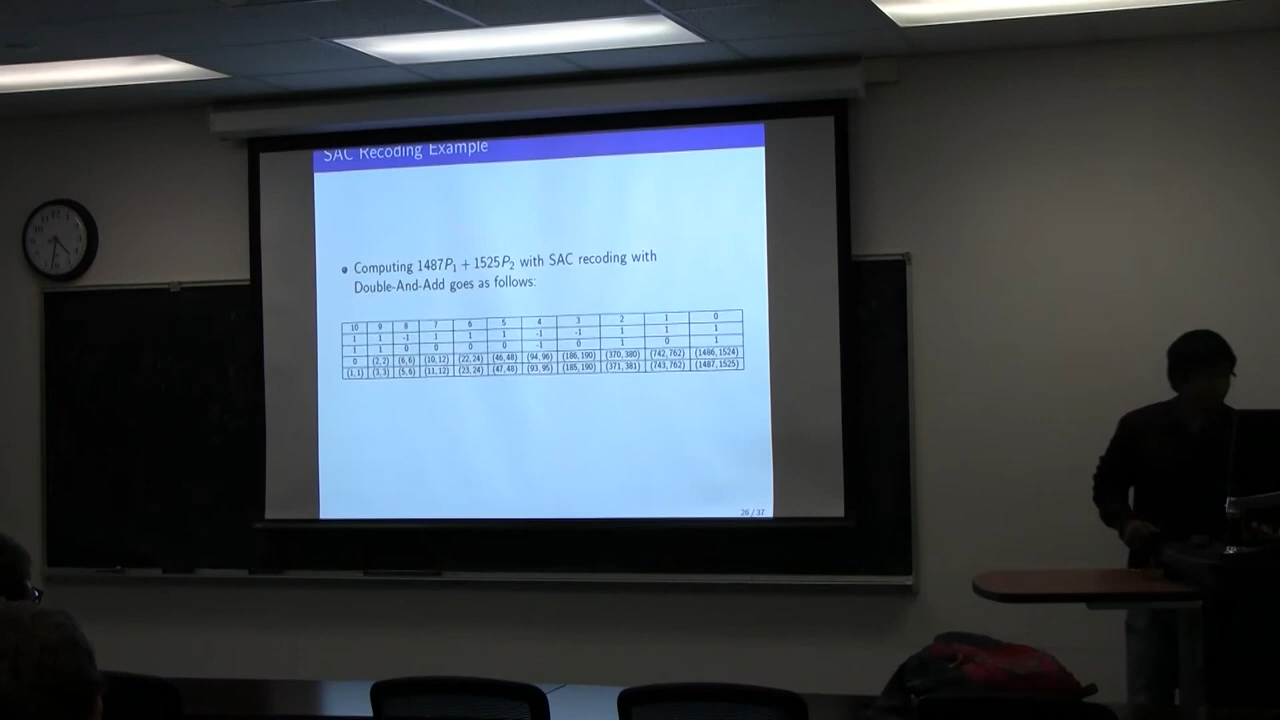 SAC Recoding Example
• Computing 1487P₁ + 1525P₂ with SAC recoding with
Double-And-Add goes as follows:
10 9 8 7 6 5 4 3 2 1 0
1 1 -1 1 1 1 -1 -1 1 1 1
1 1 0 0 0 0 -1 0 1 0 1
0 (2,2) (6,6) (10,12) (22,24) (46,48) (94,96) (186,190) (370,380) (742,762) (1486,1524)
(1,1) (3,3) (5,6) (11,12) (23,24) (47,48) (93,95) (185,190) (371,381) (743,762) (1487,1525)
26 / 37